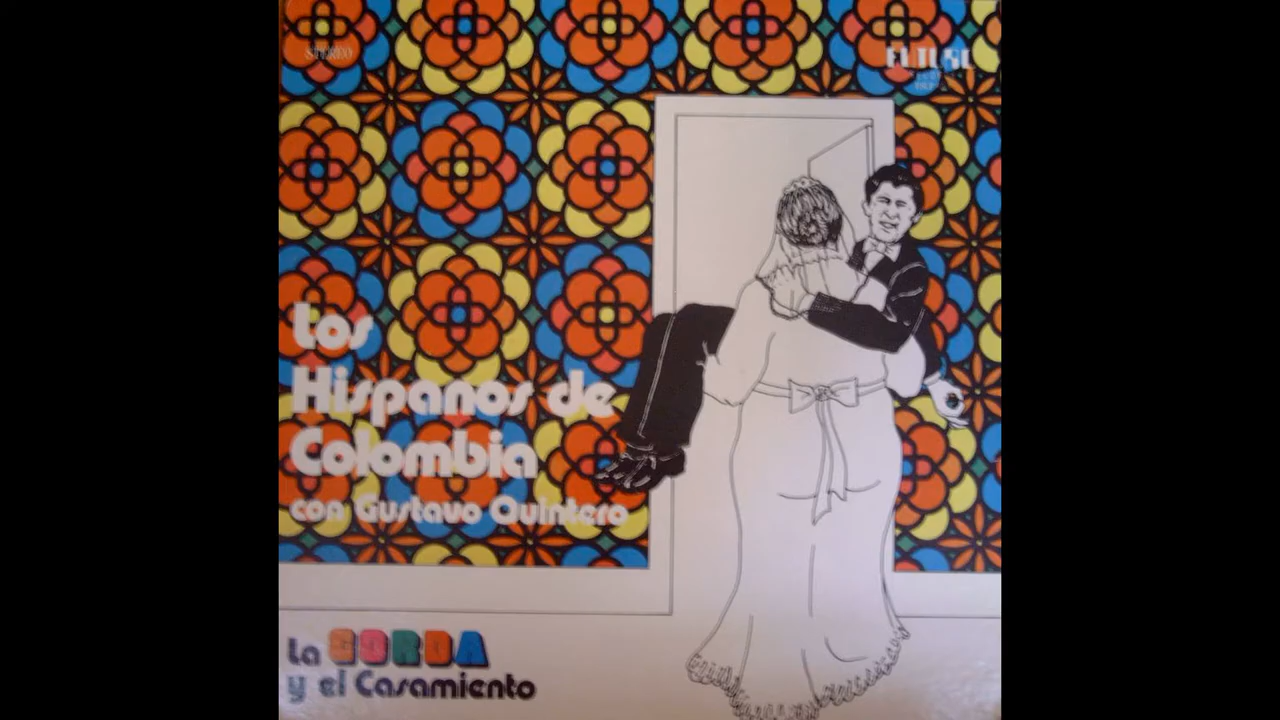 STEREO
Los
Hispanos de
Colombia
con Gustavo Quintero
La GORDA
y el Casamiento